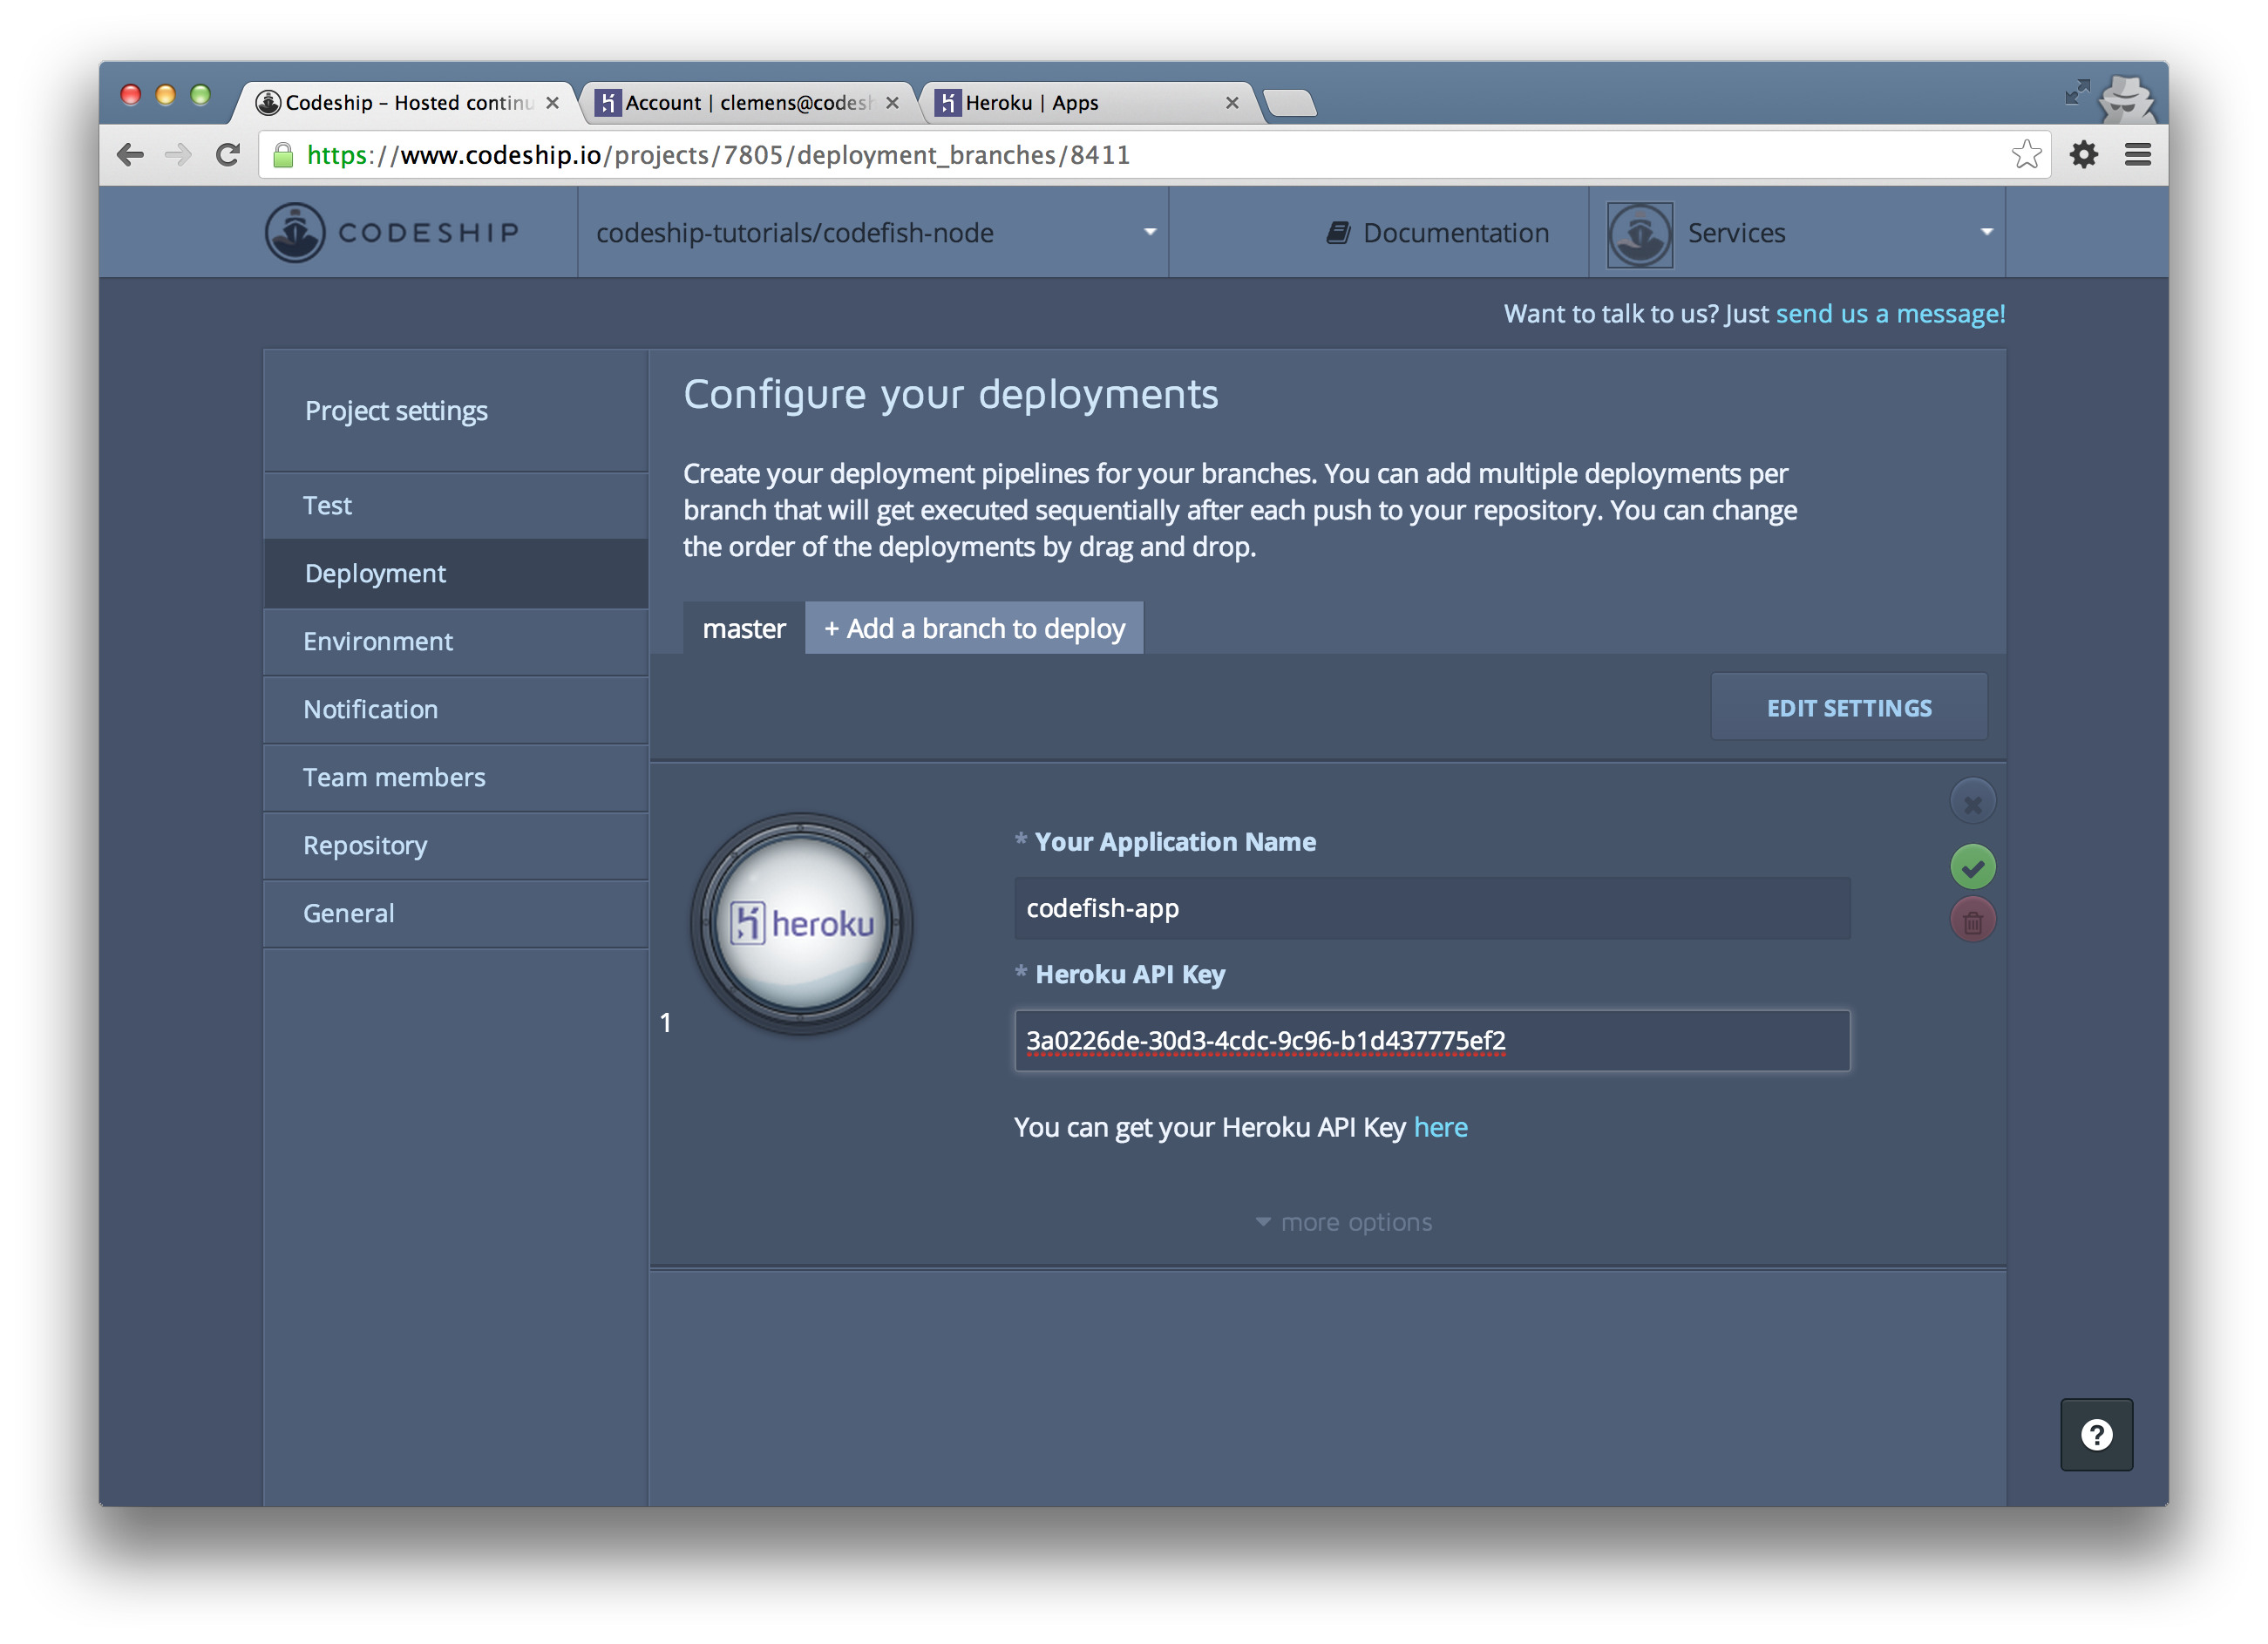 Codeship – Hosted continu
Account | clemens@codesh
Heroku | Apps
https://www.codeship.io/projects/7805/deployment_branches/8411
CODESHIP
codeship-tutorials/codefish-node
Documentation
Services
Want to talk to us? Just send us a message!
Project settings
Test
Deployment
Environment
Notification
Team members
Repository
General
Configure your deployments
Create your deployment pipelines for your branches. You can add multiple deployments per
branch that will get executed sequentially after each push to your repository. You can change
the order of the deployments by drag and drop.
master
+ Add a branch to deploy
EDIT SETTINGS
1
heroku
* Your Application Name
codefish-app
* Heroku API Key
3a0226de-30d3-4cdc-9c96-b1d437775ef2
You can get your Heroku API Key here
more options
?